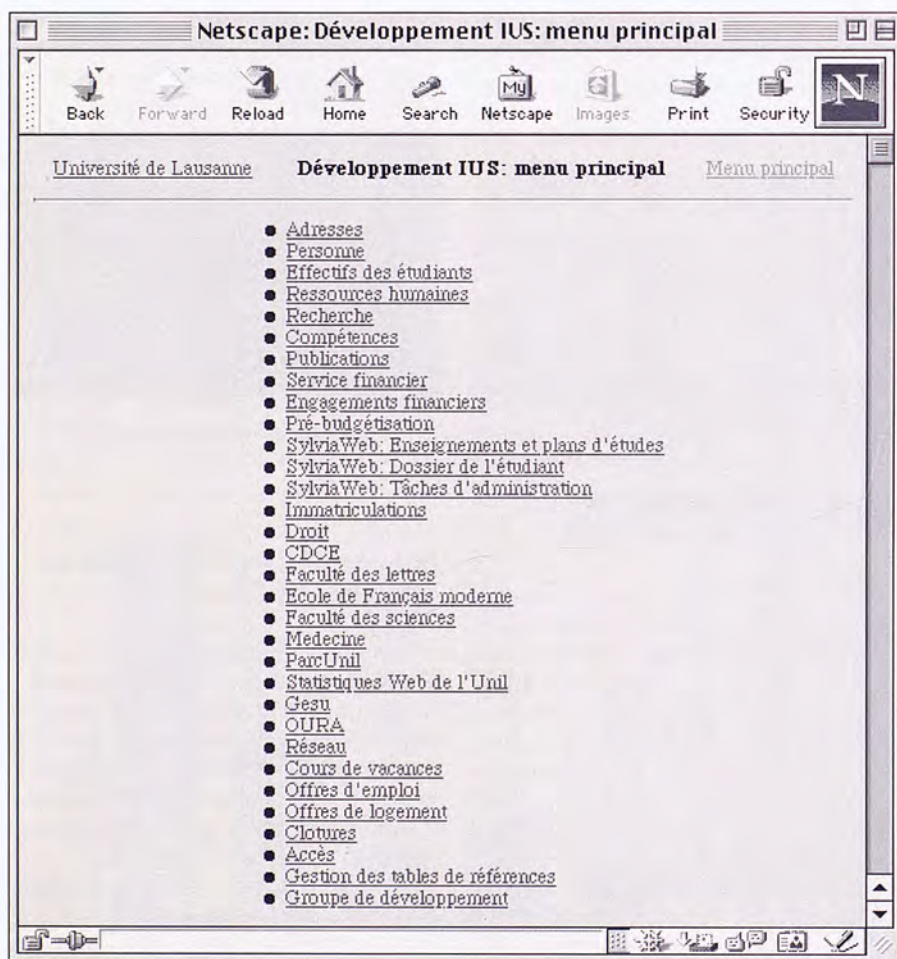 Netscape: Développement IUS: menu principal
Back Forward Reload Home Search Netscape Images Print Security
My
N
Université de Lausanne Développement IUS: menu principal Menu principal
Adresses
Personne
Effectifs des étudiants
Ressources humaines
Recherche
Compétences
Publications
Service financier
Engagements financiers
Pré-budgétisation
SylviaWeb: Enseignements et plans d'études
SylviaWeb: Dossier de l'étudiant
SylviaWeb: Tâches d'administration
Immatriculations
Droit
CDCE
Faculté des lettres
Ecole de Français moderne
Faculté des sciences
Medecine
ParcUnil
Statistiques Web de l'Unil
Gesu
OURA
Réseau
Cours de vacances
Offres d'emploi
Offres de logement
Clotures
Accès
Gestion des tables de références
Groupe de développement